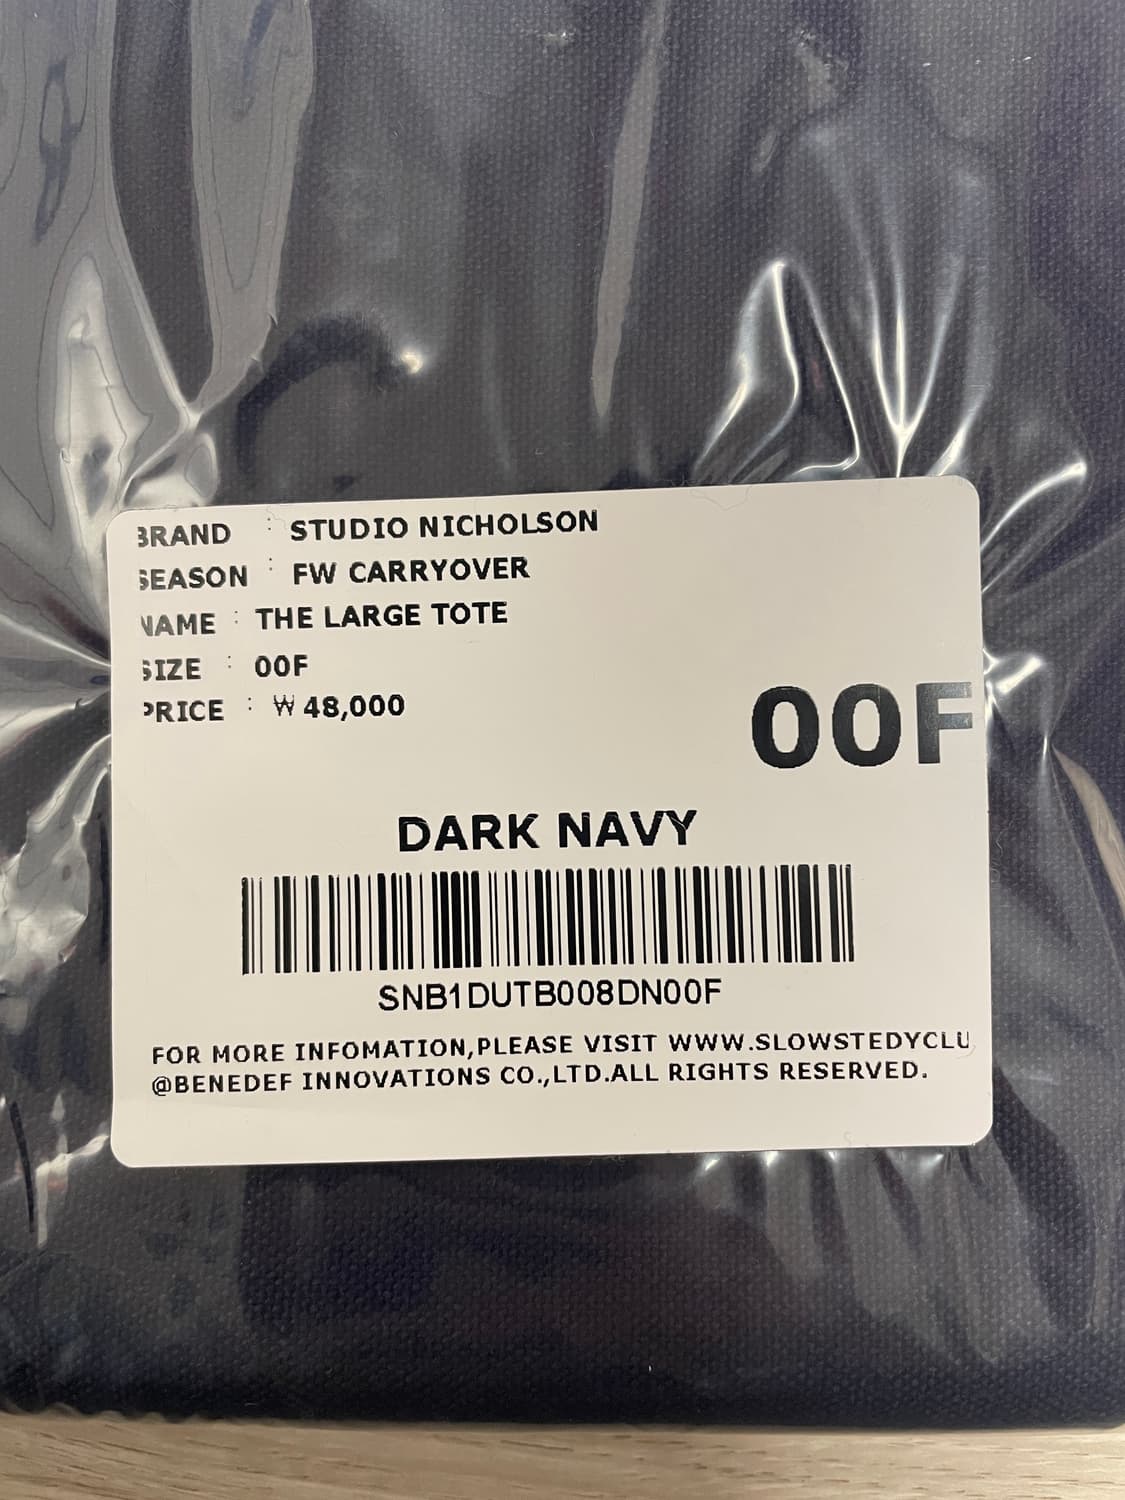 BRAND : STUDIO NICHOLSON
SEASON : FW CARRYOVER
NAME : THE LARGE TOTE
SIZE : 00F
PRICE : ₩ 48,000
00F
DARK NAVY
SNB1DUTB008DN00F
FOR MORE INFOMATION,PLEASE VISIT WWW.SLOWSTEDYCLU
@BENEDEF INNOVATIONS CO.,LTD.ALL RIGHTS RESERVED.